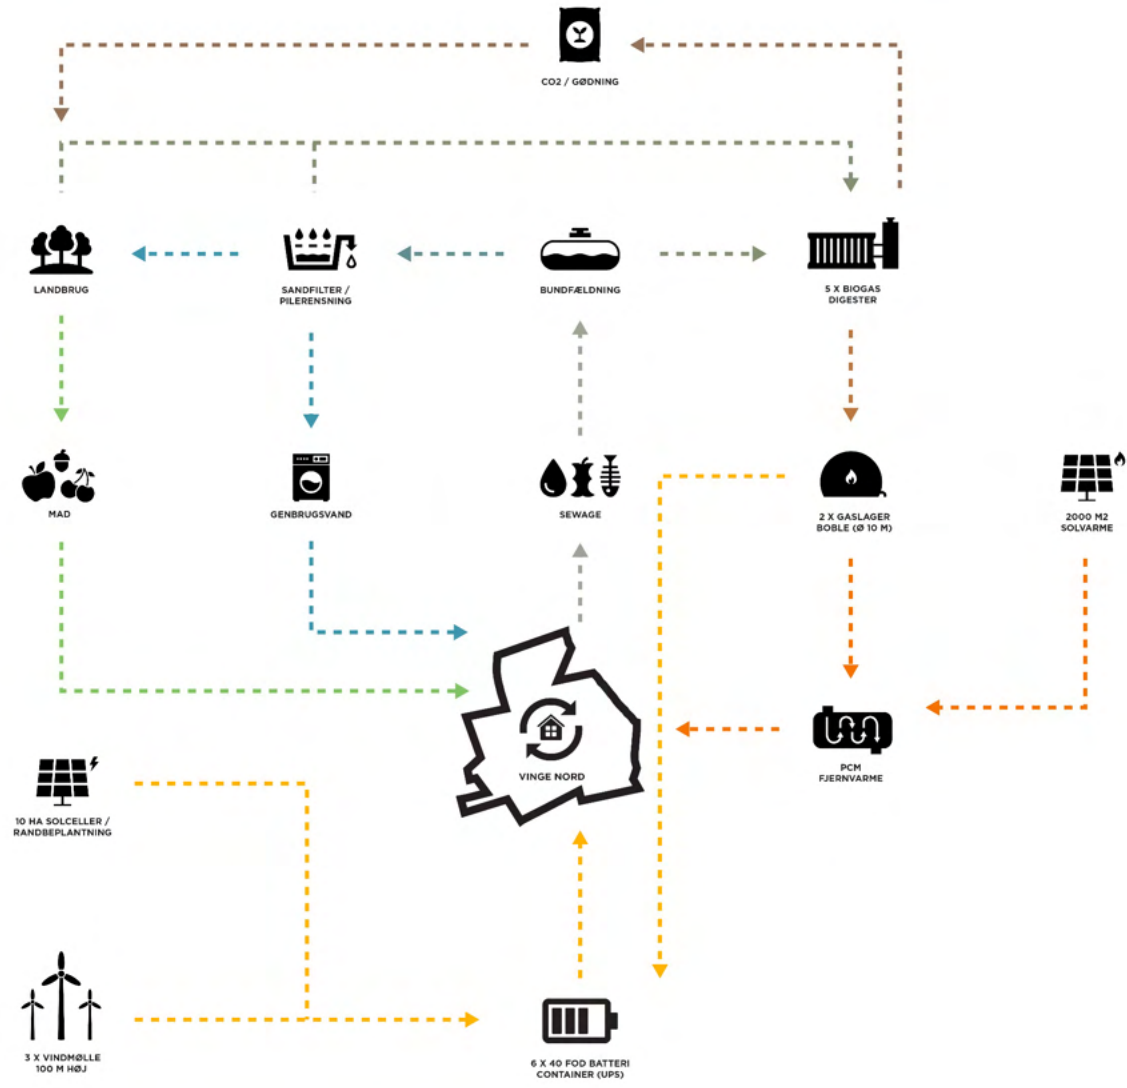 CO2 / GØDNING
LANDBRUG
SANDFILTER /
PILERENSNING
BUNDFÆLDNING
5 X BIOGAS
DIGESTER
MAD
GENBRUGSVAND
SEWAGE
2 X GASLAGER
BOBLE (Ø 10 M)
2000 M2
SOLVARME
VINGE NORD
PCM
FJERNVARME
10 HA SOLCELLER /
RANDBEPLANTNING
3 X VINDMØLLE
100 M HØJ
6 X 40 FOD BATTERI
CONTAINER (UPS)